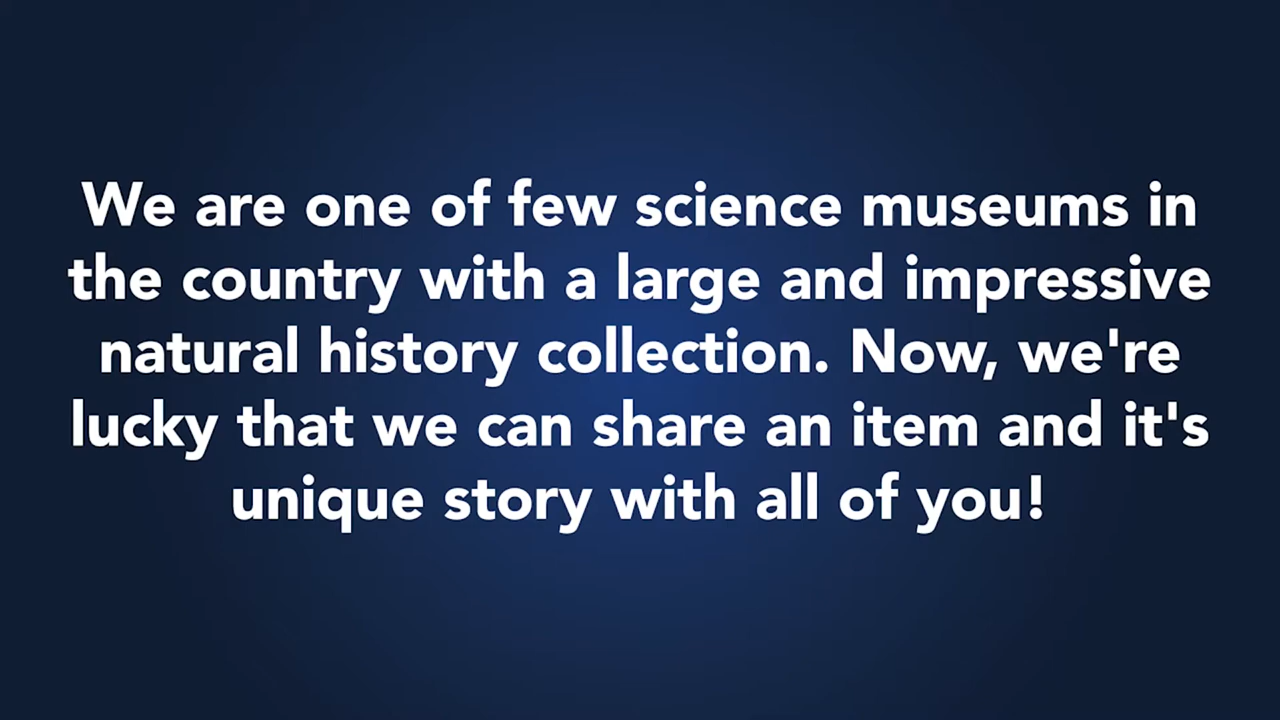 We are one of few science museums in
the country with a large and impressive
natural history collection. Now, we're
lucky that we can share an item and it's
unique story with all of you!